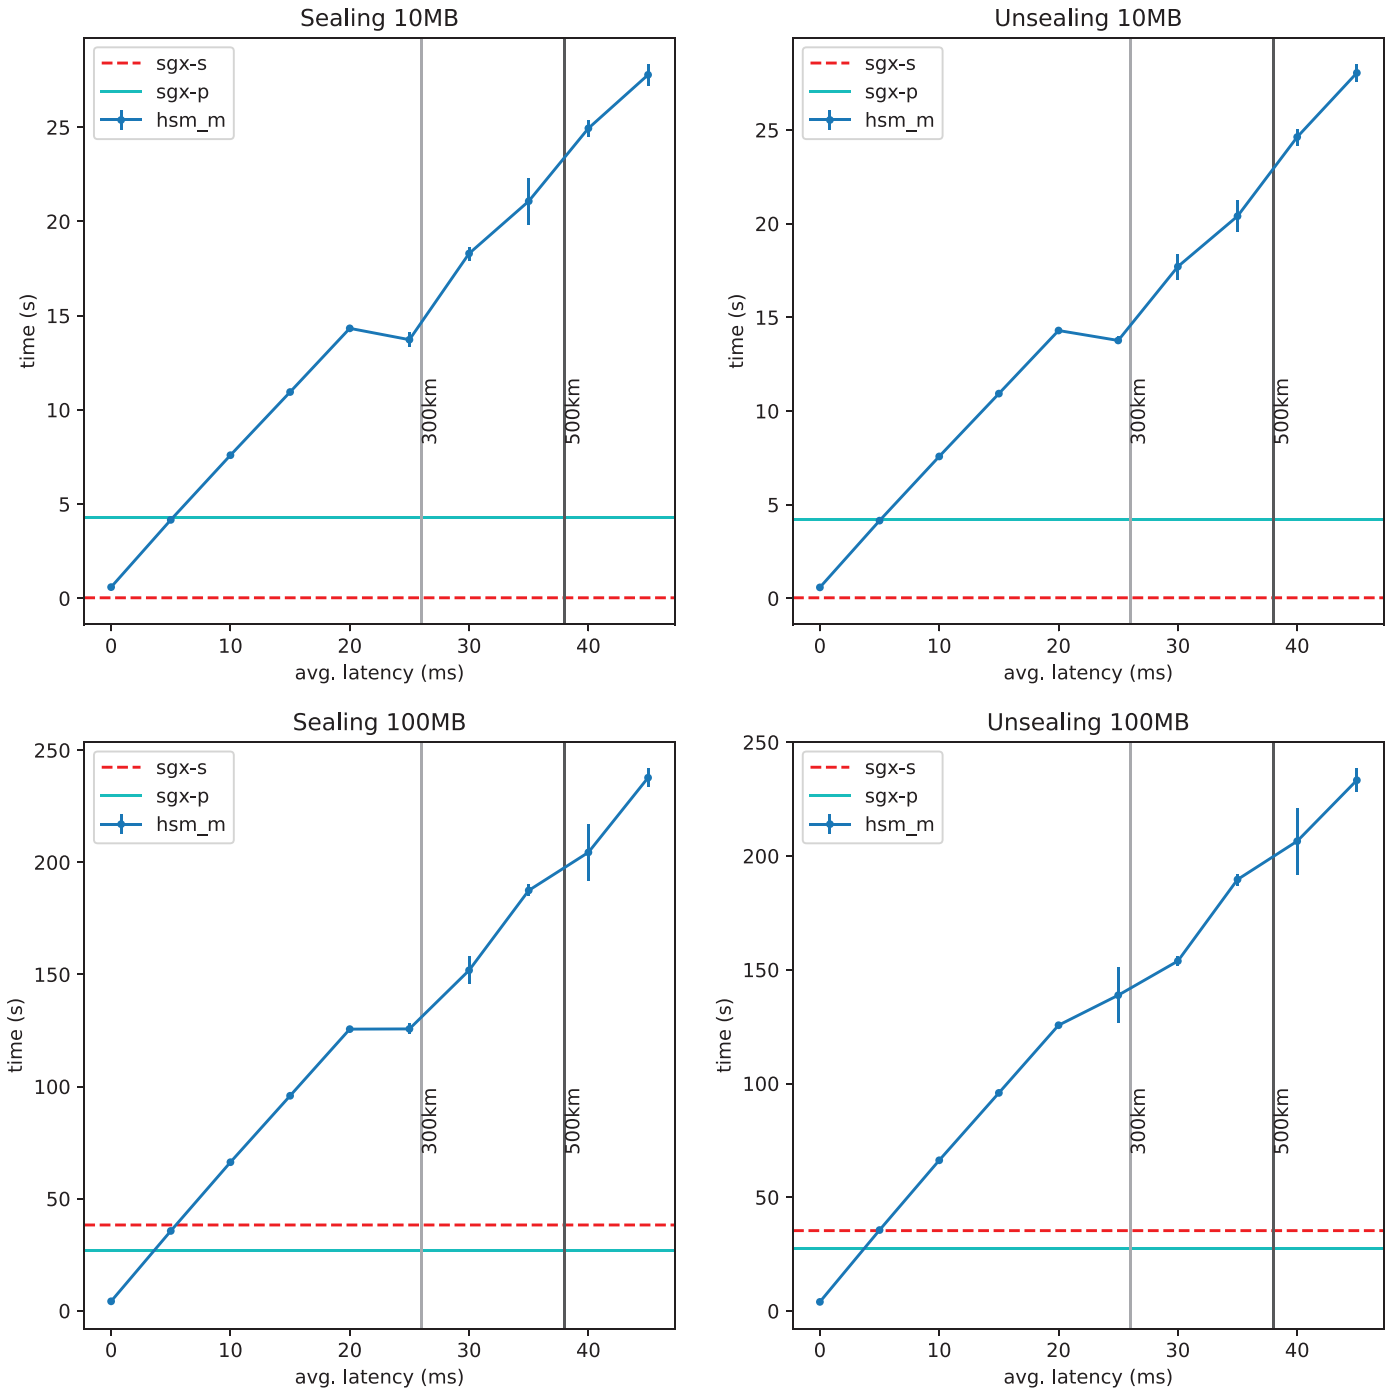 Sealing 10MB
sgx-s
sgx-p
hsm_m
time (s)
25
20
15
10
5
0
300km
500km
0 10 20 30 40
avg. latency (ms)
Unsealing 10MB
sgx-s
sgx-p
hsm_m
time (s)
25
20
15
10
5
0
300km
500km
0 10 20 30 40
avg. latency (ms)
Sealing 100MB
sgx-s
sgx-p
hsm_m
time (s)
250
200
150
100
50
0
300km
500km
0 10 20 30 40
avg. latency (ms)
Unsealing 100MB
sgx-s
sgx-p
hsm_m
time (s)
250
200
150
100
50
0
300km
500km
0 10 20 30 40
avg. latency (ms)